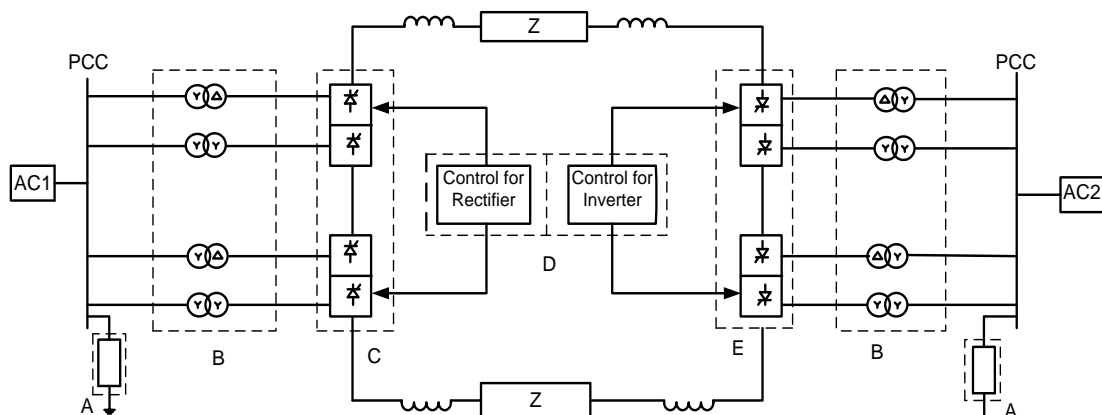 Z
PCC
PCC
AC1
AC2
Control for
Rectifier
Control for
Inverter
D
B
C
E
B
A
A
Z
Y Δ
Y Y
Y Δ
Y Y
Δ Y
Y Y
Δ Y
Y Y